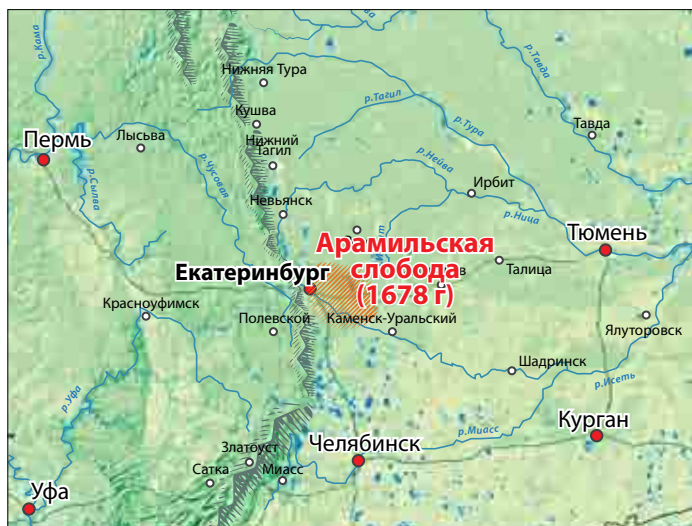 р.Кама
р.Тавда
Нижняя Тура
р.Тагил
Кушва
р.Тура
Тавда
Пермь
Лысьва
Нижний
Тагил
р.Чусовая
р.Нейва
р.Сылва
Ирбит
Невьянск
р.Ница
Тюмень
Арамильская
слобода
(1678 г)
Екатеринбург
Талица
Красноуфимск
Полевской
Каменск-Уральский
Ялуторовск
Шадринск
р.Исеть
р.Уфа
р.Миасс
Курган
Златоуст
Челябинск
Сатка
Миасс
Уфа